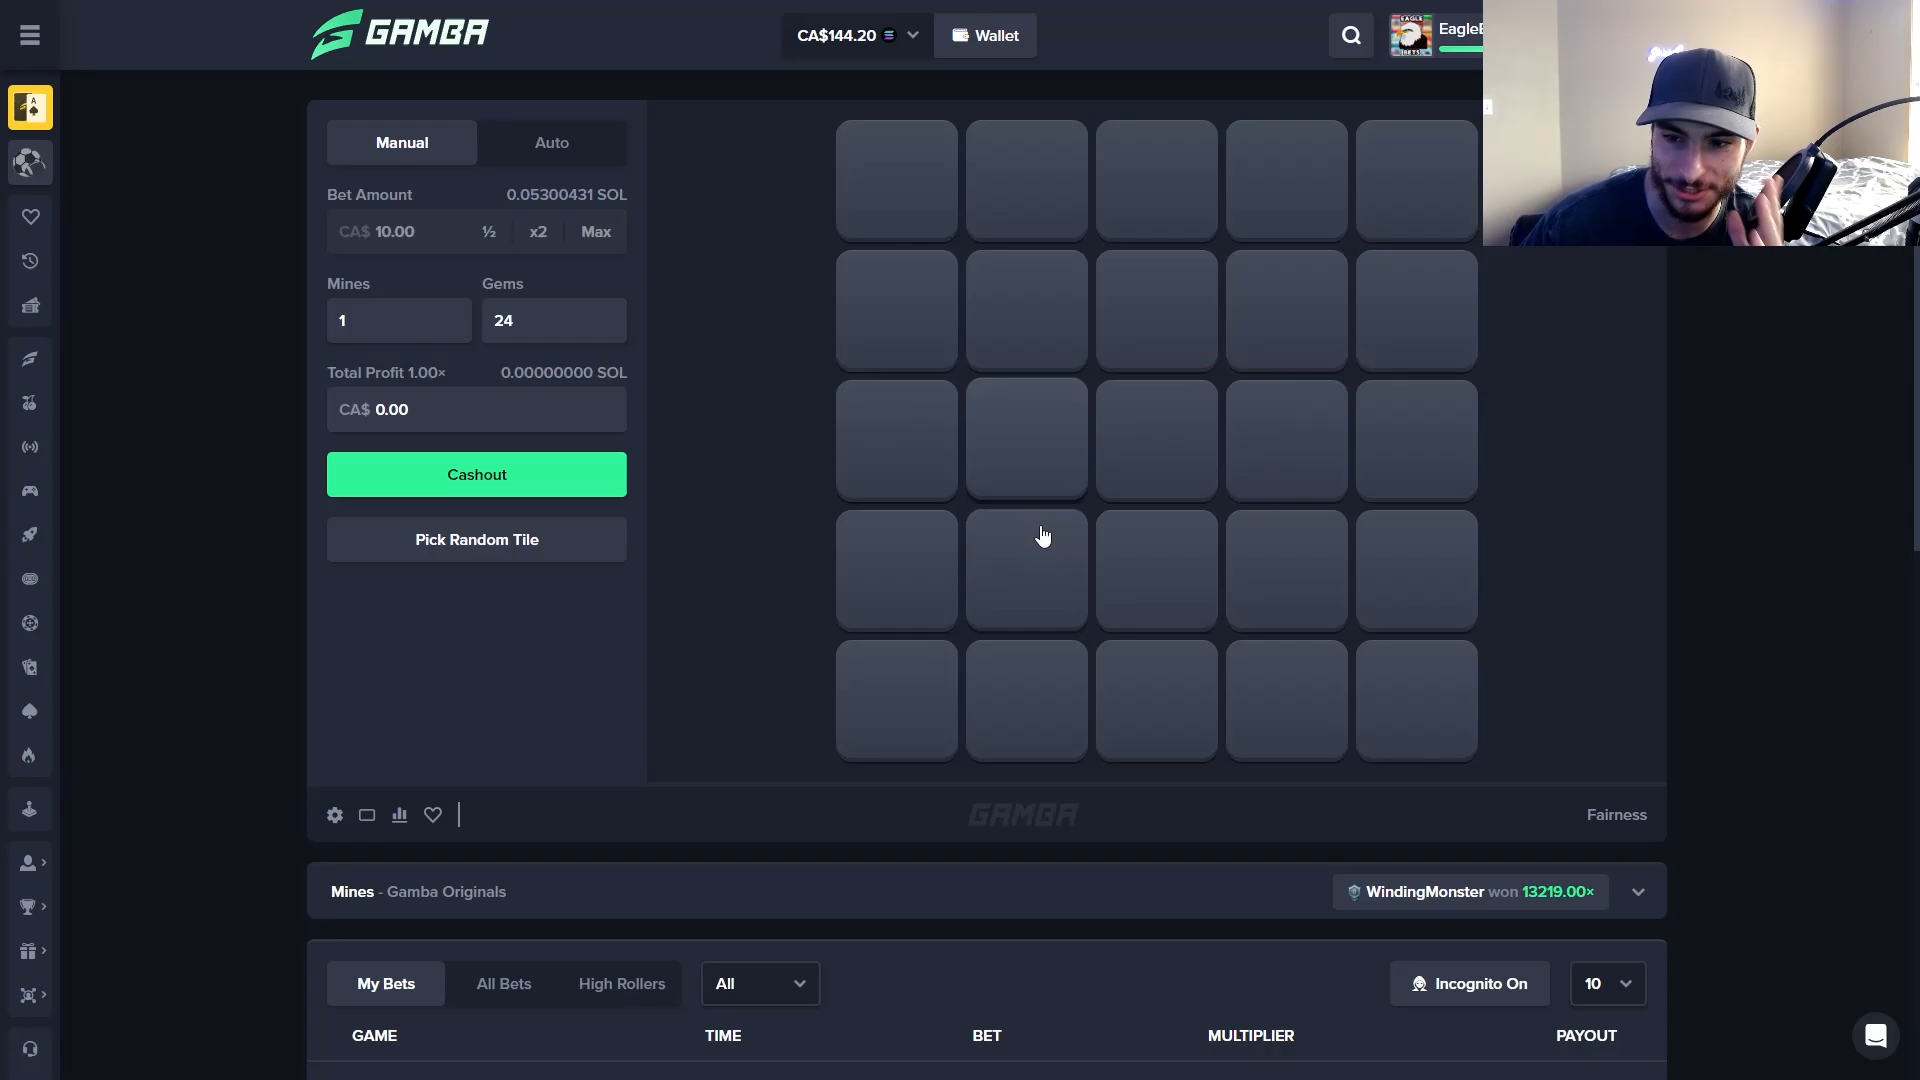 GAMBA
CA$144.20
Wallet
EagleB
EAGLE
BETS
Manual
Auto
Bet Amount
0.05300431 SOL
CA$ 10.00
½
x2
Max
Mines
Gems
1
24
Total Profit 1.00×
0.00000000 SOL
CA$ 0.00
Cashout
Pick Random Tile
GAMBA
Fairness
Mines - Gamba Originals
WindingMonster won 13219.00×
My Bets
All Bets
High Rollers
All
Incognito On
10
GAME
TIME
BET
MULTIPLIER
PAYOUT